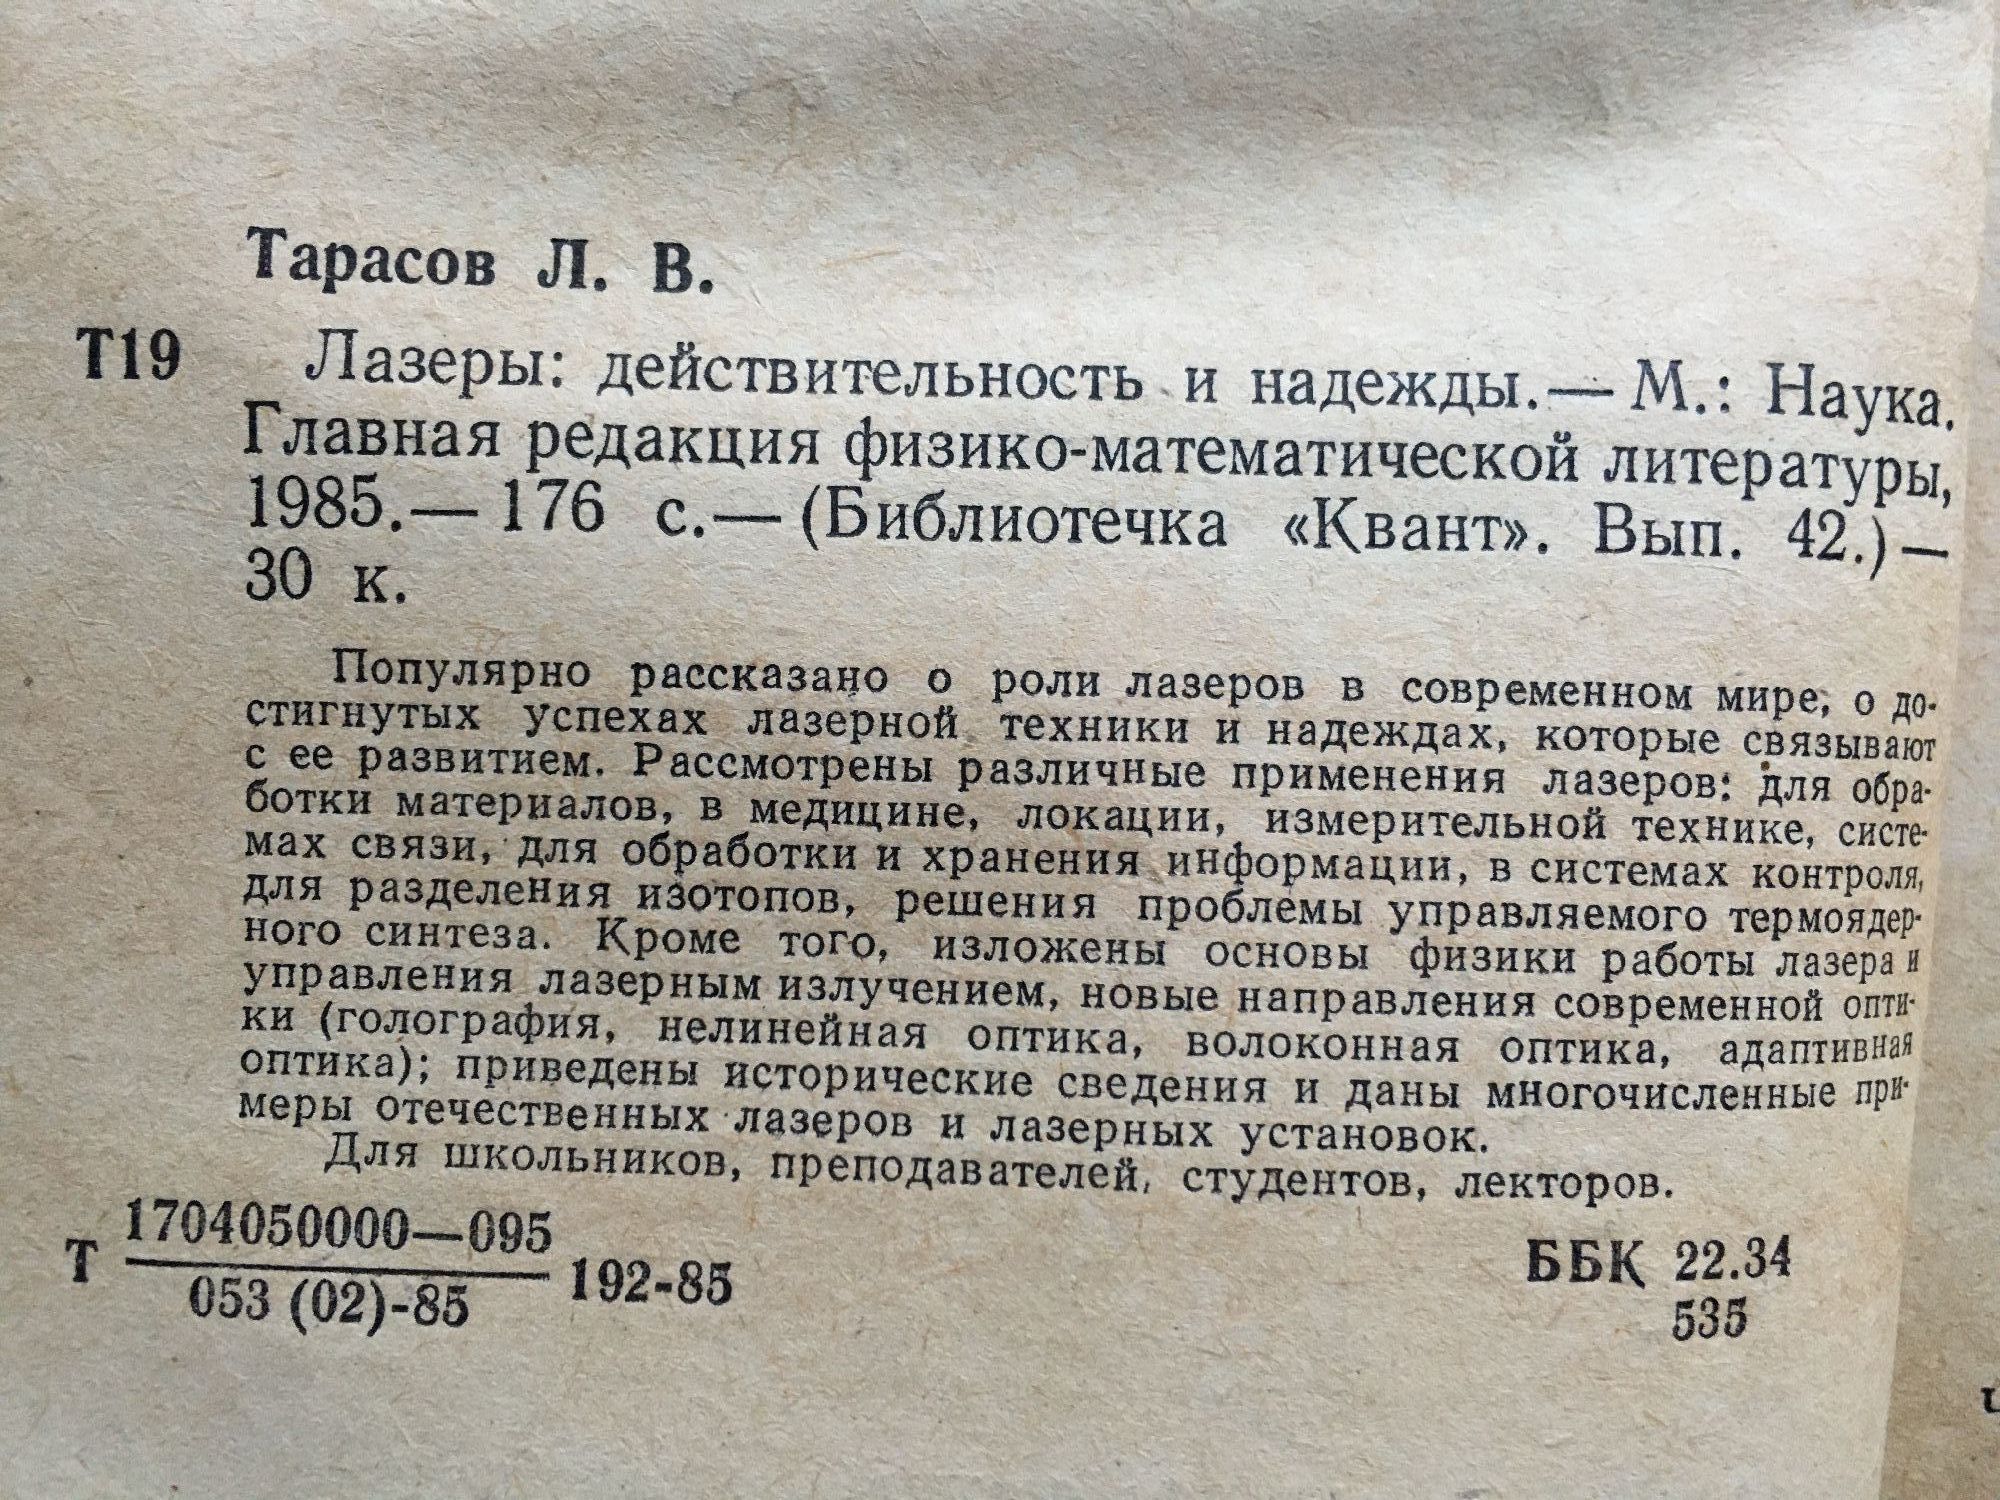 Тарасов Л. В.
Т19 Лазеры: действительность и надежды.— М.: Наука.
Главная редакция физико-математической литературы,
1985.— 176 с.— (Библиотечка «Квант». Вып. 42.) —
30 к.
Популярно рассказано о роли лазеров в современном мире, о до-
стигнутых успехах лазерной техники и надеждах, которые связывают
с ее развитием. Рассмотрены различные применения лазеров: для обра-
ботки материалов, в медицине, локации, измерительной технике, систе-
мах связи, для обработки и хранения информации, в системах контроля,
для разделения изотопов, решения проблемы управляемого термоядер-
ного синтеза. Кроме того, изложены основы физики работы лазера и
управления лазерным излучением, новые направления современной опти-
ки (голография, нелинейная оптика, волоконная оптика, адаптивная
оптика); приведены исторические сведения и даны многочисленные при-
меры отечественных лазеров и лазерных установок.
Для школьников, преподавателей, студентов, лекторов.
1704050000—095
Т 192-85
053 (02)-85
ББК 22.34
535